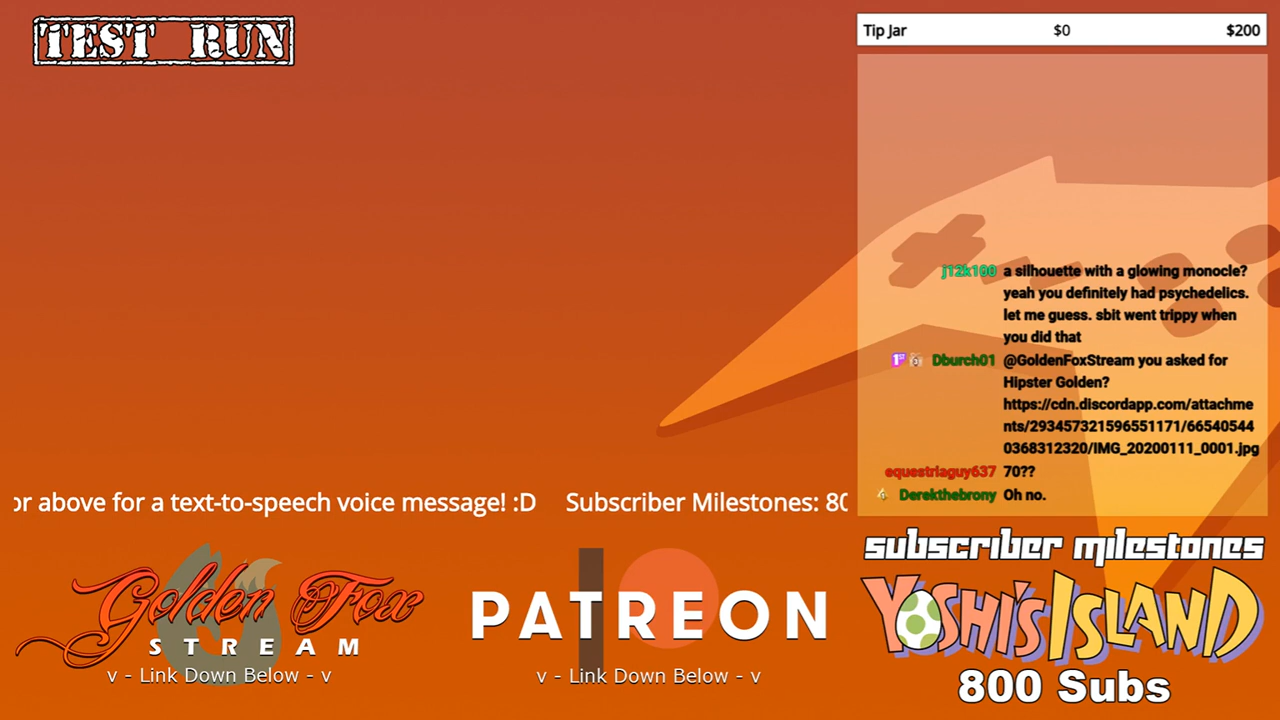 TEST RUN
Tip Jar $0 $200
j12k100 a silhouette with a glowing monocle?
yeah you definitely had psychedelics.
let me guess. sbit went trippy when
you did that
Dburch01 @GoldenFoxStream you asked for
Hipster Golden?
https://cdn.discordapp.com/attachme
nts/293457321596551171/66540544
0368312320/IMG_20200111_0001.jpg
equestriaguy637 70??
Derekthebrony Oh no.
or above for a text-to-speech voice message! :D Subscriber Milestones: 80
Golden Fox
STREAM
v - Link Down Below - v
PATREON
v - Link Down Below - v
subscriber milestones
YOSHI'S ISLAND
800 Subs